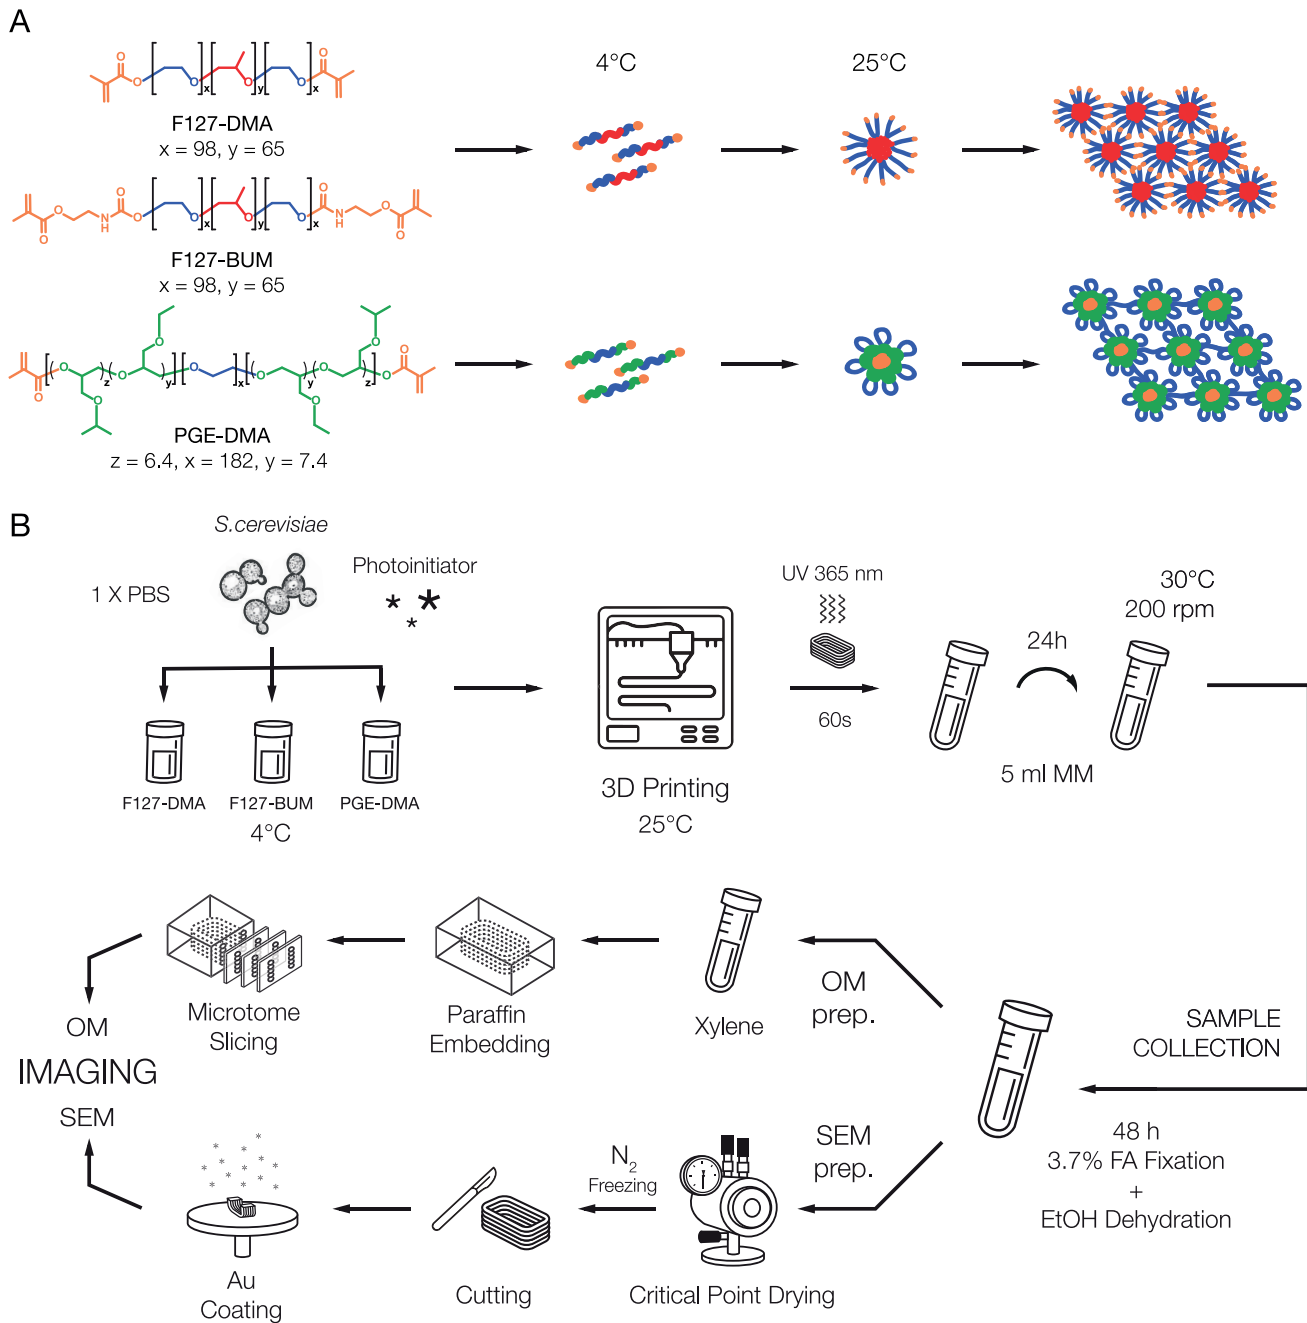 A
4°C
25°C
F127-DMA
x = 98, y = 65
F127-BUM
x = 98, y = 65
PGE-DMA
z = 6.4, x = 182, y = 7.4
B
S.cerevisiae
1 X PBS
Photoinitiator
F127-DMA
F127-BUM
PGE-DMA
4°C
3D Printing
25°C
UV 365 nm
60s
24h
30°C
200 rpm
5 ml MM
SAMPLE
COLLECTION
48 h
3.7% FA Fixation
+
EtOH Dehydration
OM
prep.
Xylene
Paraffin
Embedding
Microtome
Slicing
OM
IMAGING
SEM
SEM
prep.
Critical Point Drying
N2
Freezing
Cutting
Au
Coating